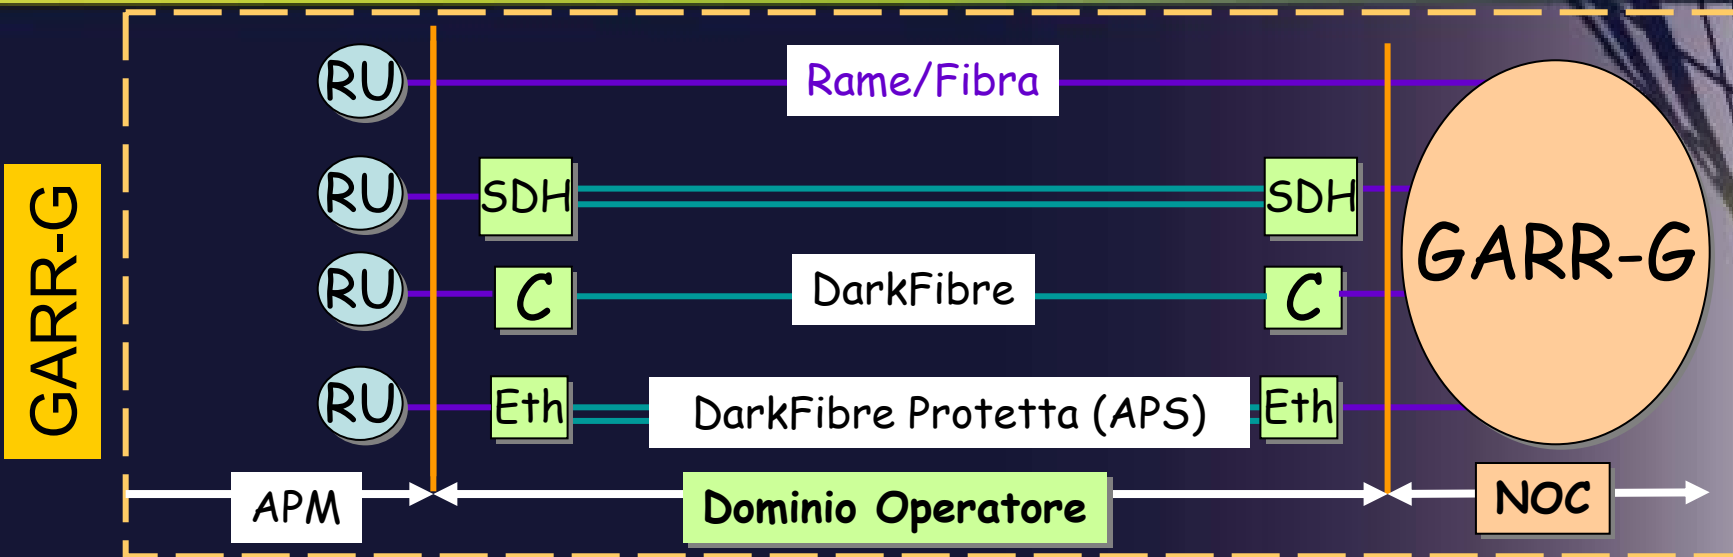 GARR-G
RU
Rame/Fibra
RU
SDH
SDH
RU
C
DarkFibre
C
RU
Eth
DarkFibre Protetta (APS)
Eth
GARR-G
APM
Dominio Operatore
NOC